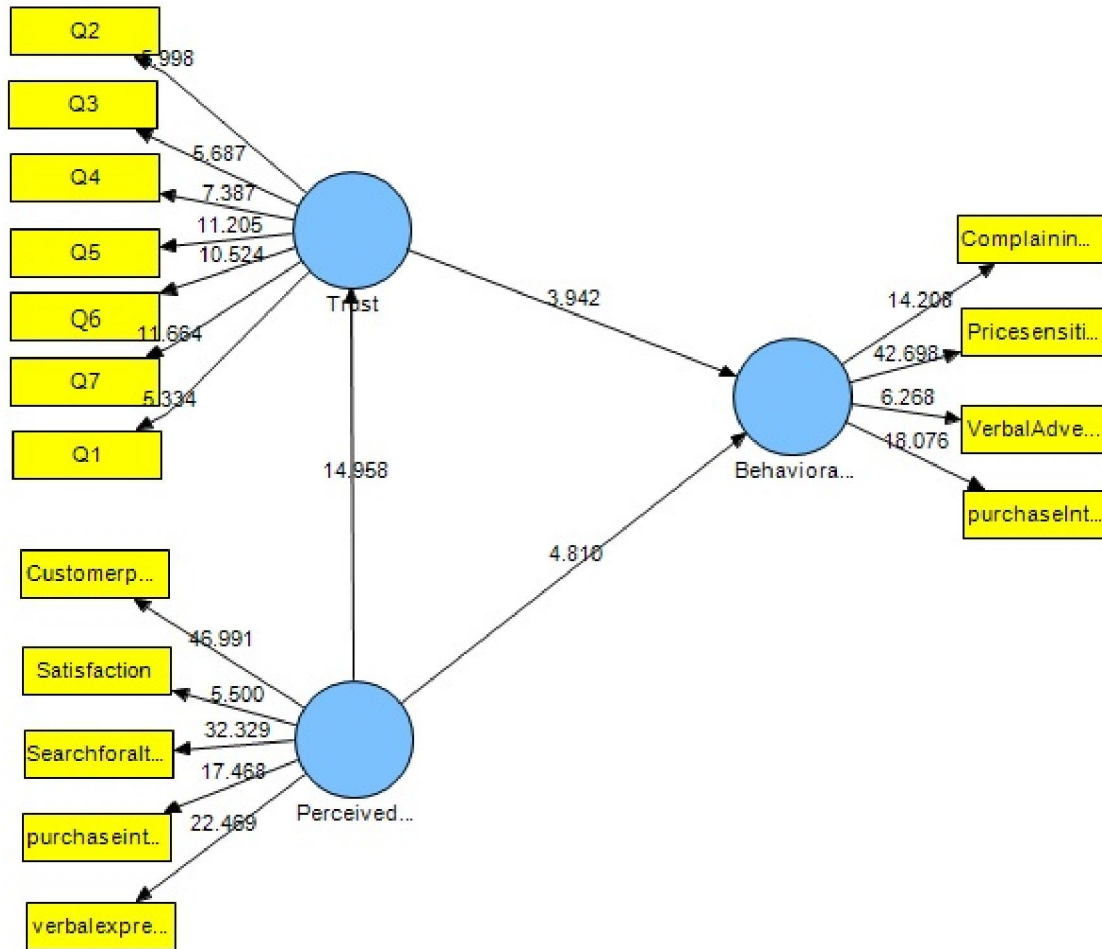 Q2
5.998
Q3
5.687
Q4
7.387
Q5
11.205
Q6
10.524
Q7
11.664
Q1
5.334
Trust
3.942
14.958
Complainin...
14.208
Pricesensiti...
42.698
VerbalAdve...
6.268
purchaseInt...
18.076
Behaviora...
4.810
Customerp...
46.991
Satisfaction
5.500
Searchforalt...
32.329
purchaseint...
17.468
verbalexpre...
22.469
Perceived...